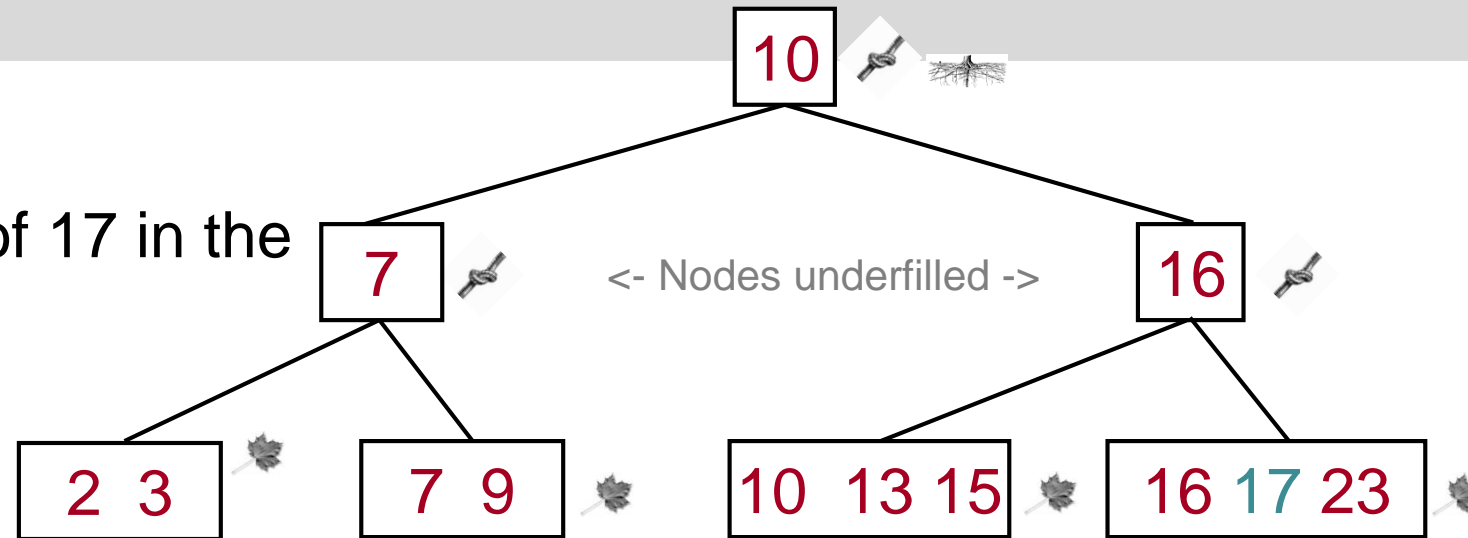 10
of 17 in the
7 <- Nodes underfilled -> 16
2 3 7 9 10 13 15 16 17 23